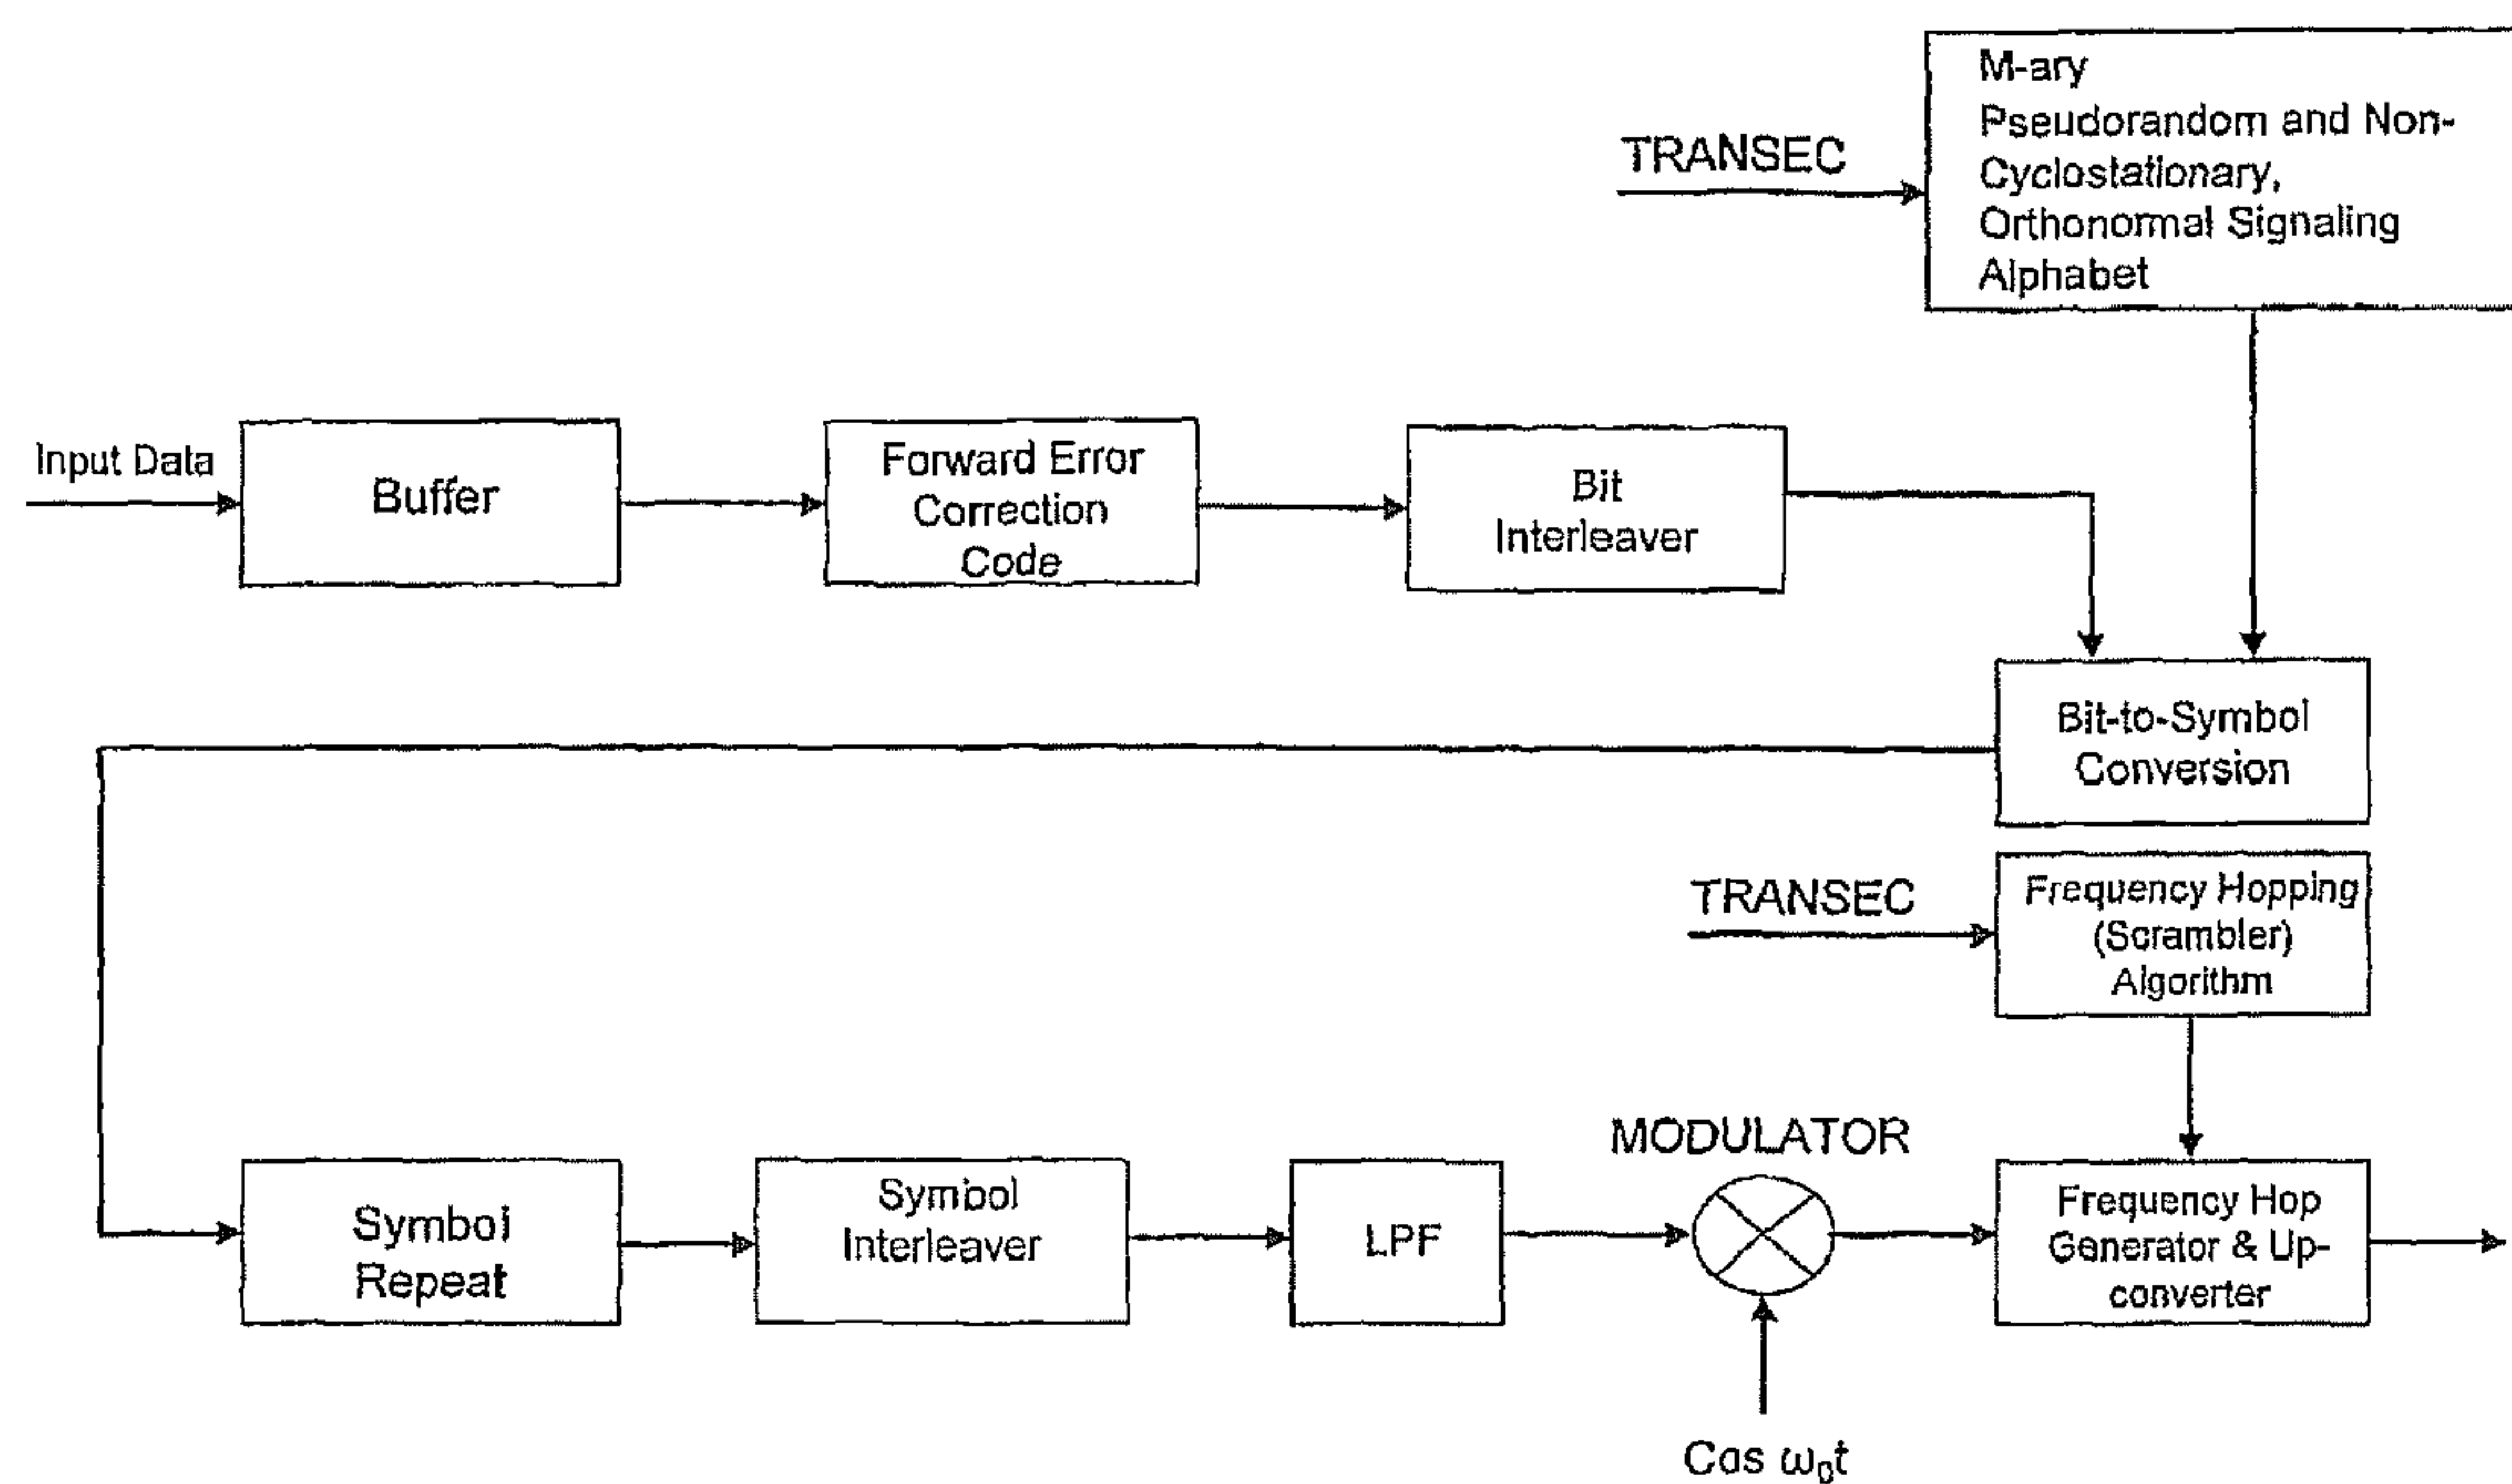 M-ary
Pseudorandom and Non-
Cyclostationary,
Orthonormal Signaling
Alphabet
TRANSEC
Input Data
Buffer
Forward Error
Correction
Code
Bit
Interleaver
Bit-to-Symbol
Conversion
TRANSEC
Frequency Hopping
(Scrambler)
Algorithm
MODULATOR
Symbol
Repeat
Symbol
Interleaver
LPF
Frequency Hop
Generator & Up-
converter
Cos ω₀t